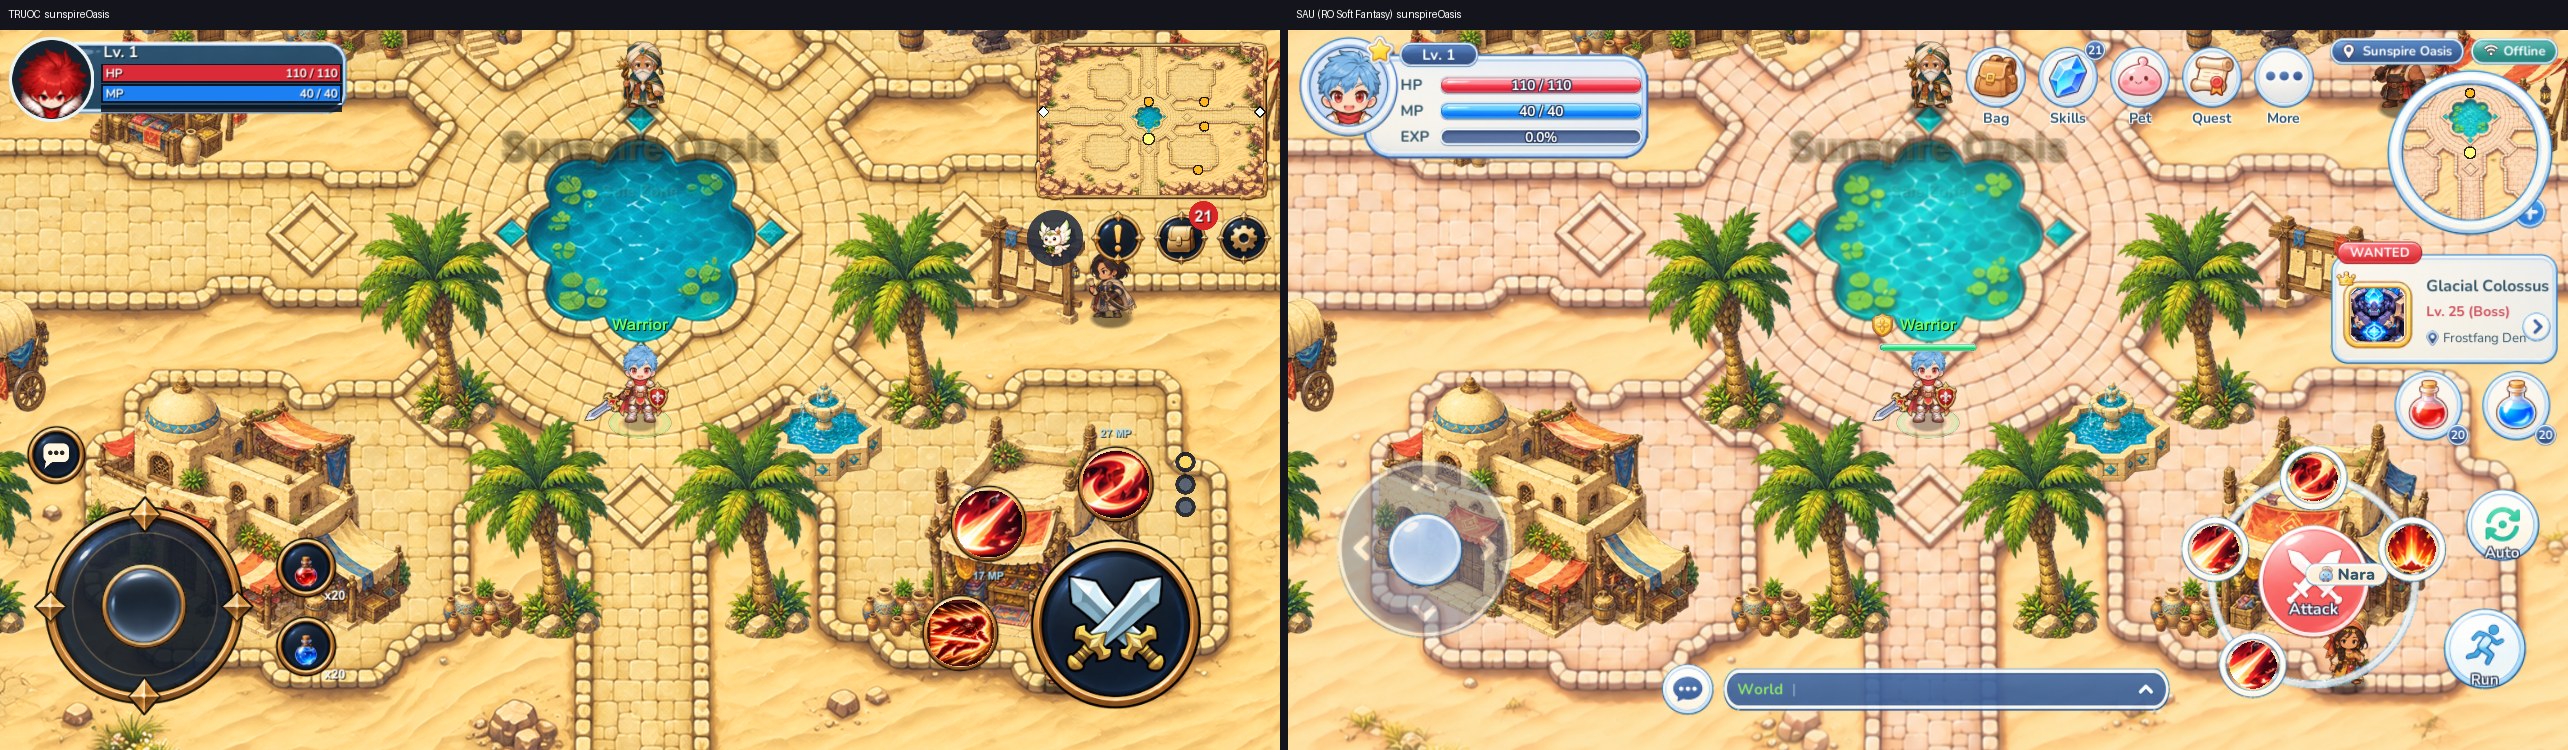 TRUOC sunspireOasis
Lv. 1
HP 110 / 110
MP 40 / 40
Sunspire Oasis
21
Warrior
27 MP
17 MP
x20
x20
SAU (RO Soft Fantasy) sunspireOasis
Lv. 1
HP 110 / 110
MP 40 / 40
EXP 0.0%
21
Bag
Skills
Pet
Quest
More
Sunspire Oasis
Offline
Sunspire Oasis
WANTED
Glacial Colossus
Lv. 25 (Boss)
Frostfang Den
Warrior
20
20
Auto
Nara
Attack
Run
World